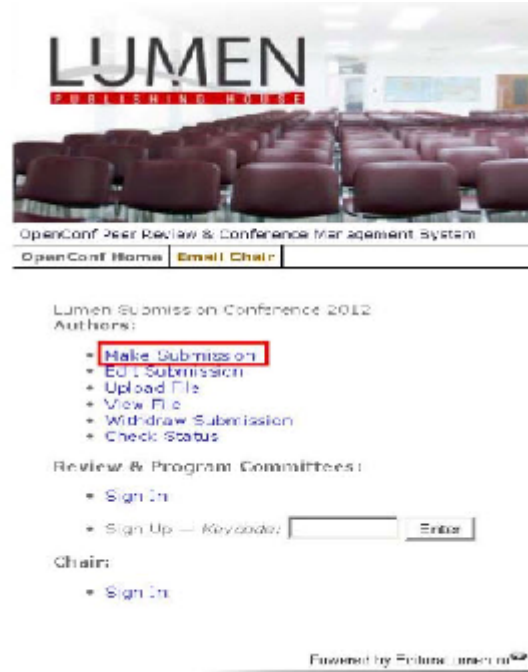 LUMEN
PUBLISHING HOUSE
OpenConf Peer Review & Conference Management System
OpenConf Home Email Chair
Lumen Submission Conference 2012
Authors:
• Make Submission
• Edit Submission
• Upload File
• View File
• Withdraw Submission
• Check Status
Review & Program Committees:
• Sign In
• Sign Up — Keycode: Enter
Chair:
• Sign In
Powered by